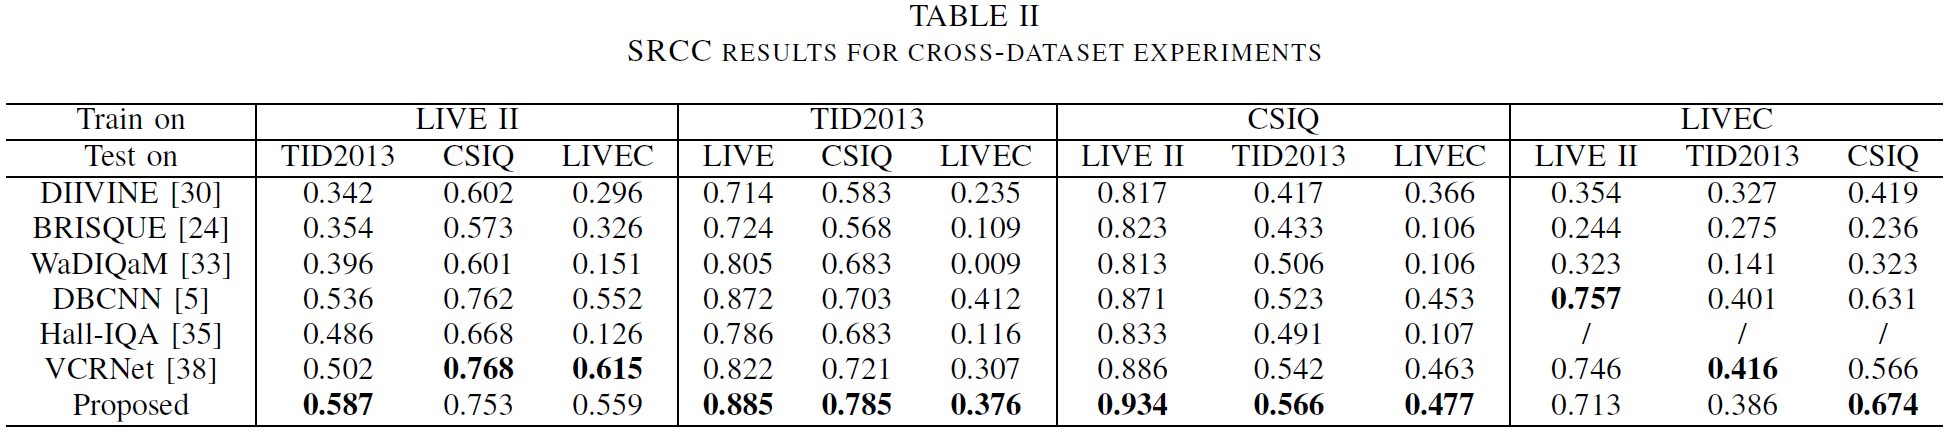 TABLE II
SRCC RESULTS FOR CROSS-DATASET EXPERIMENTS
Train on LIVE II TID2013 CSIQ LIVEC
Test on TID2013 CSIQ LIVEC LIVE CSIQ LIVEC LIVE II TID2013 LIVEC LIVE II TID2013 CSIQ
DIIVINE [30] 0.342 0.602 0.296 0.714 0.583 0.235 0.817 0.417 0.366 0.354 0.327 0.419
BRISQUE [24] 0.354 0.573 0.326 0.724 0.568 0.109 0.823 0.433 0.106 0.244 0.275 0.236
WaDIQaM [33] 0.396 0.601 0.151 0.805 0.683 0.009 0.813 0.506 0.106 0.323 0.141 0.323
DBCNN [5] 0.536 0.762 0.552 0.872 0.703 0.412 0.871 0.523 0.453 0.757 0.401 0.631
Hall-IQA [35] 0.486 0.668 0.126 0.786 0.683 0.116 0.833 0.491 0.107 / / /
VCRNet [38] 0.502 0.768 0.615 0.822 0.721 0.307 0.886 0.542 0.463 0.746 0.416 0.566
Proposed 0.587 0.753 0.559 0.885 0.785 0.376 0.934 0.566 0.477 0.713 0.386 0.674